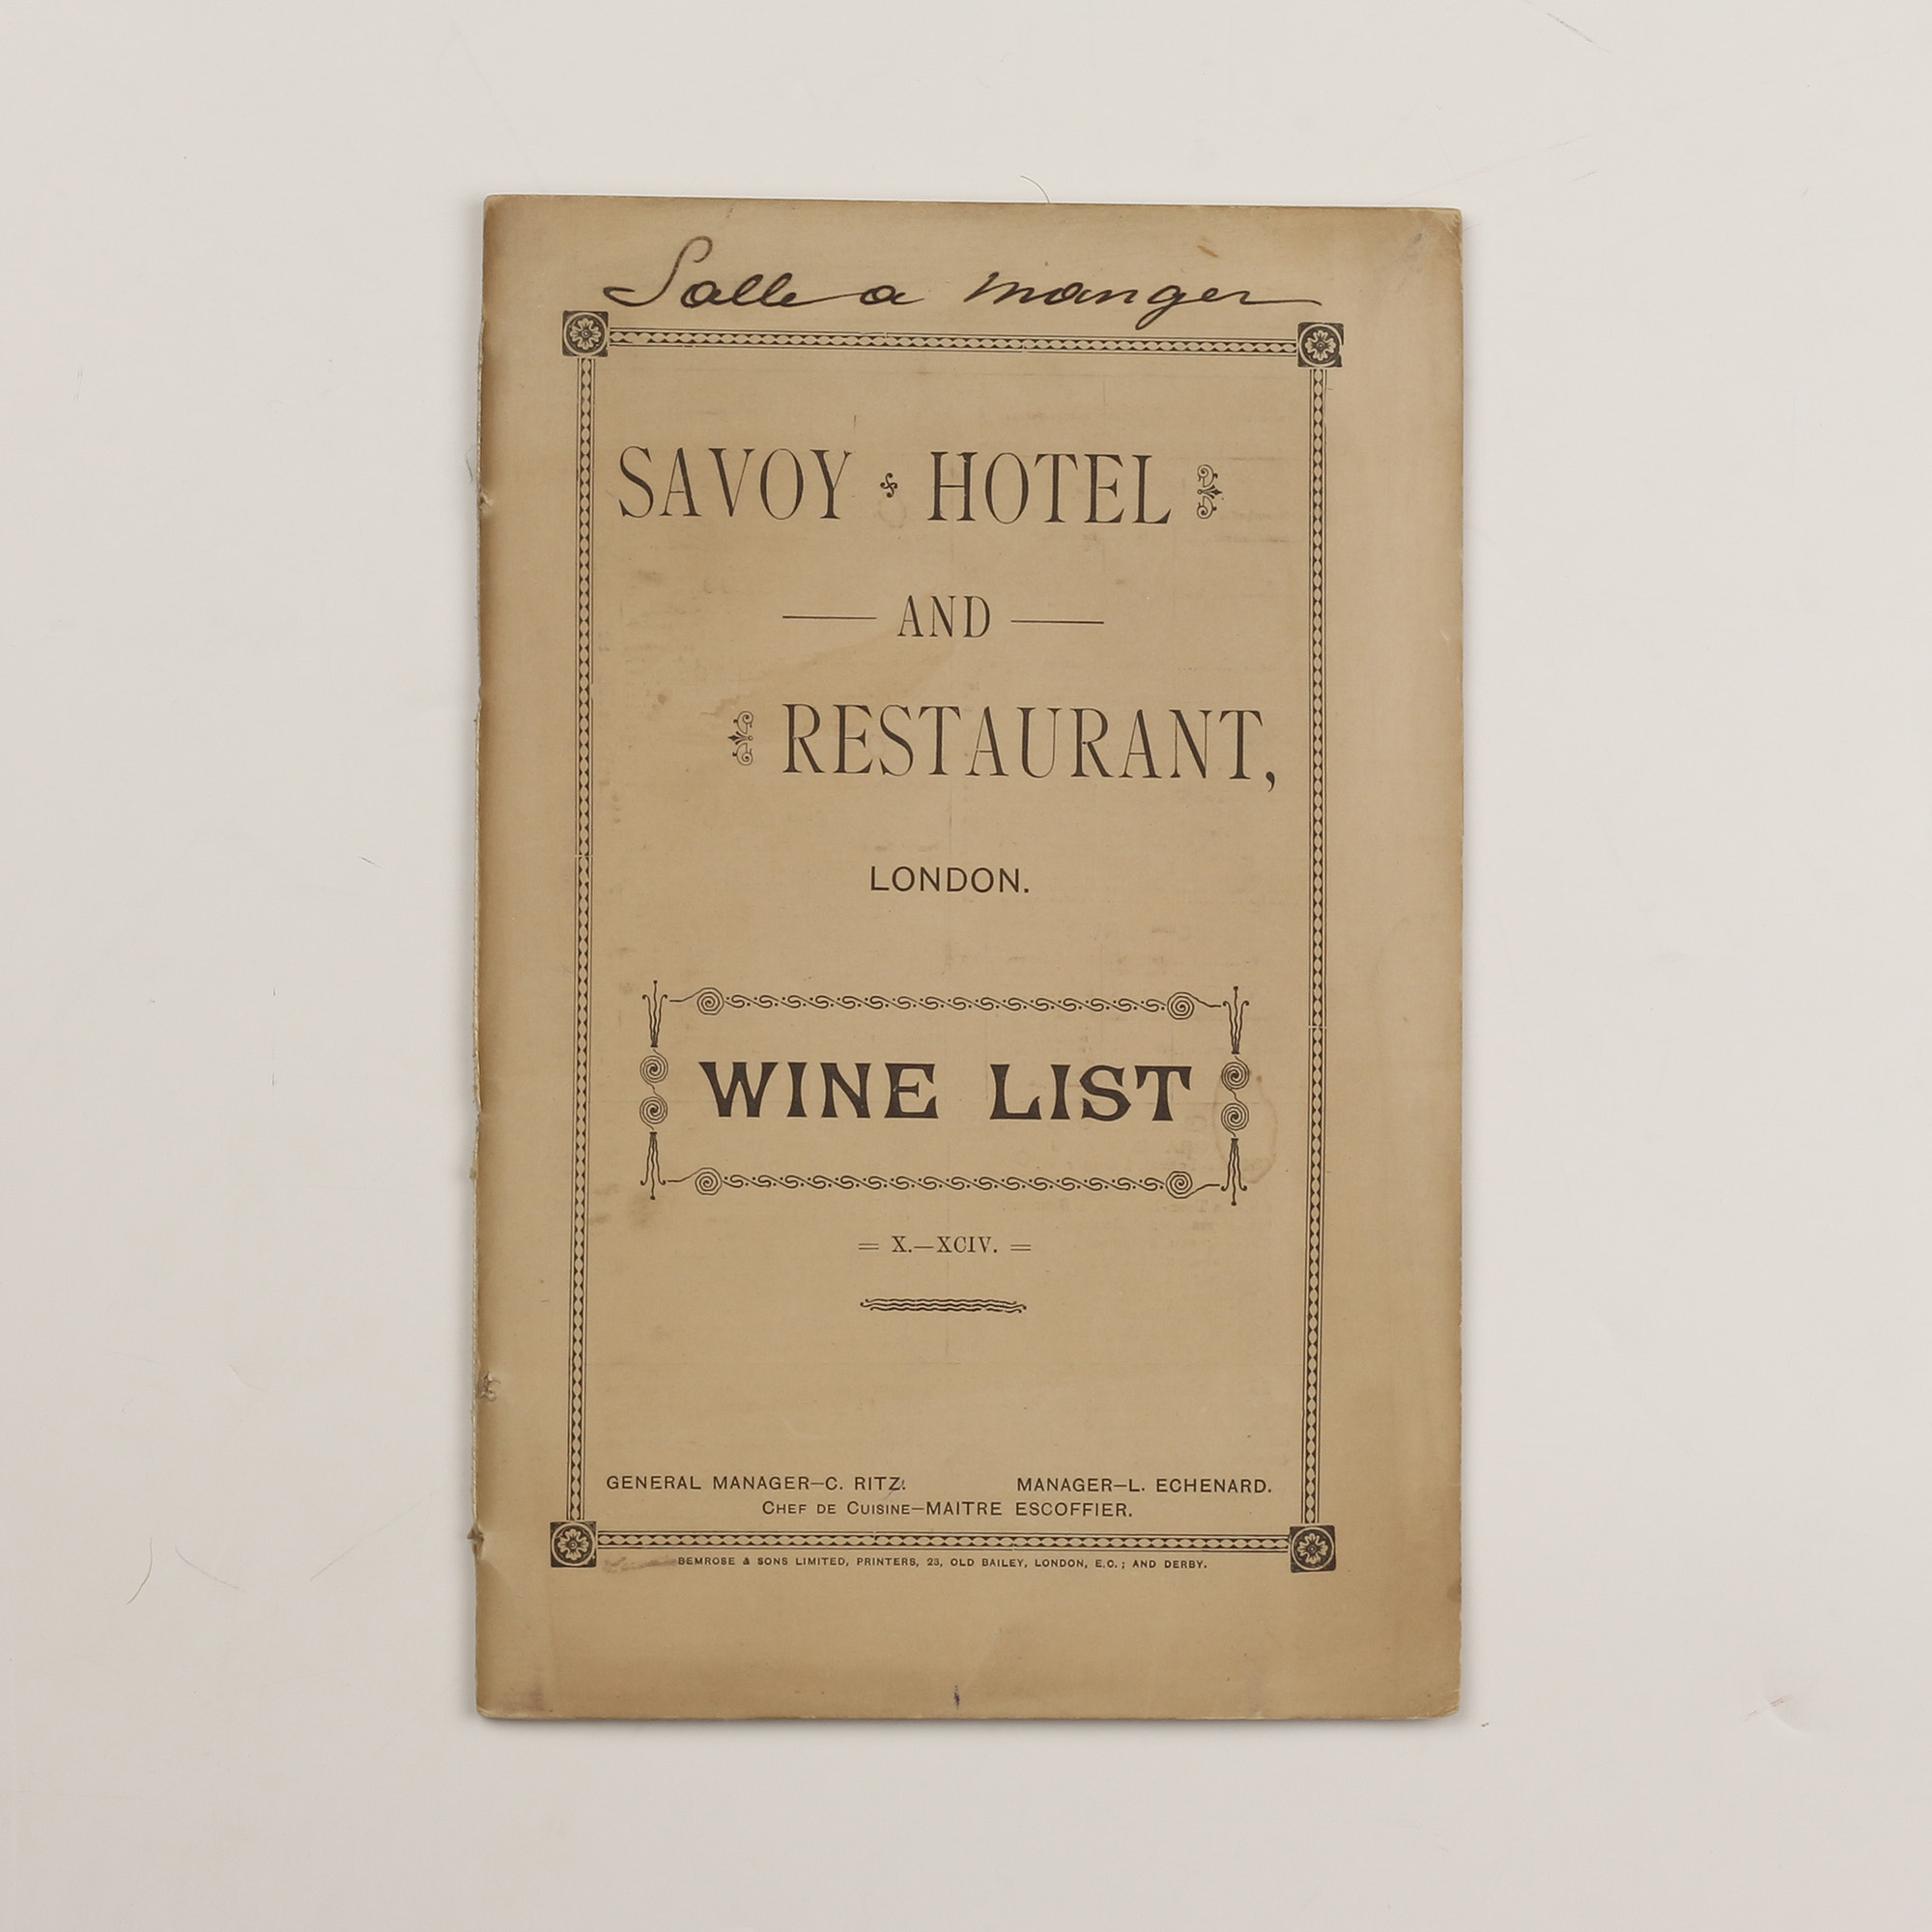 Salle a manger
SAVOY HOTEL
AND
RESTAURANT,
LONDON.
WINE LIST
= X.—XCIV. =
GENERAL MANAGER—C. RITZ. MANAGER—L. ECHENARD.
CHEF DE CUISINE—MAITRE ESCOFFIER.
BEMROSE & SONS LIMITED, PRINTERS, 23, OLD BAILEY, LONDON, E.C.; AND DERBY.